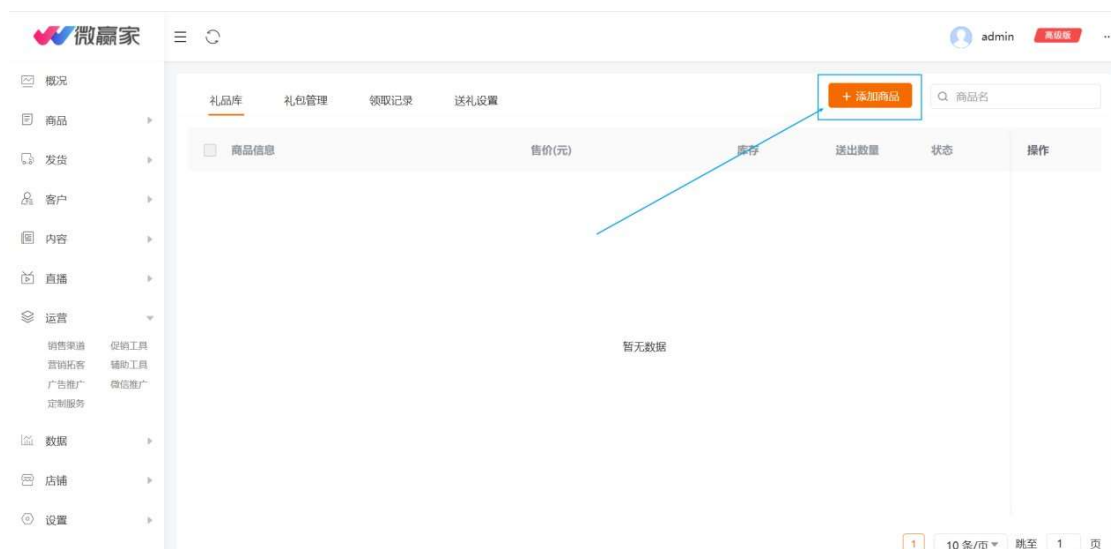 微赢家
admin
高级版
概况
商品
发货
客户
内容
直播
运营
销售渠道 促销工具
营销拓客 辅助工具
广告推广 微信推广
定制服务
数据
店铺
设置
礼品库 礼包管理 领取记录 送礼设置
+ 添加商品
商品名
商品信息 售价(元) 库存 送出数量 状态 操作
暂无数据
1 10 条/页 跳至 1 页